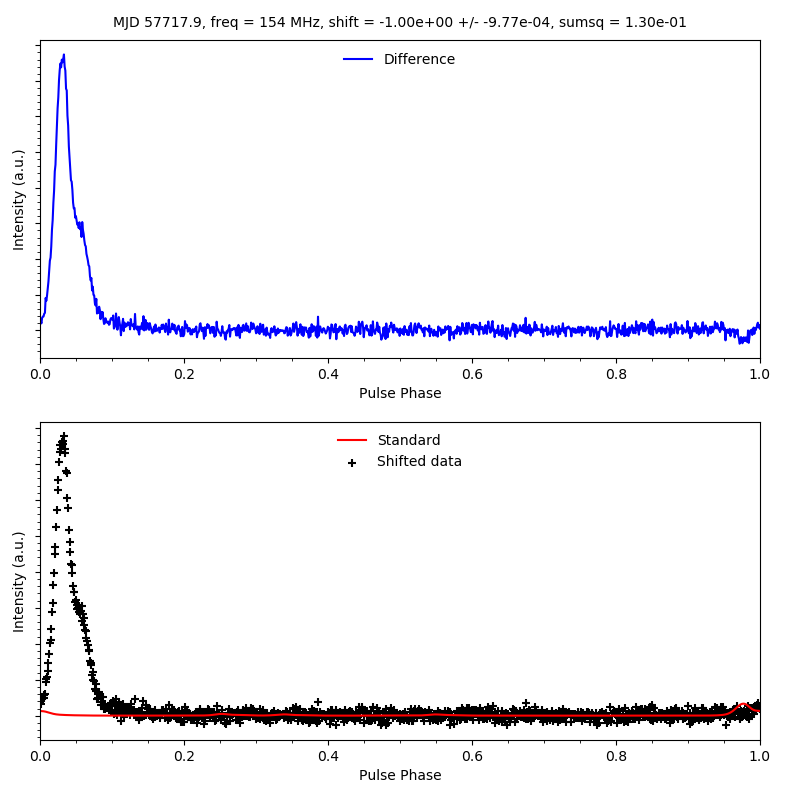 MJD 57717.9, freq = 154 MHz, shift = -1.00e+00 +/- -9.77e-04, sumsq = 1.30e-01
Difference
Intensity (a.u.)
0.0 0.2 0.4 0.6 0.8 1.0
Pulse Phase
Standard
Shifted data
Intensity (a.u.)
0.0 0.2 0.4 0.6 0.8 1.0
Pulse Phase